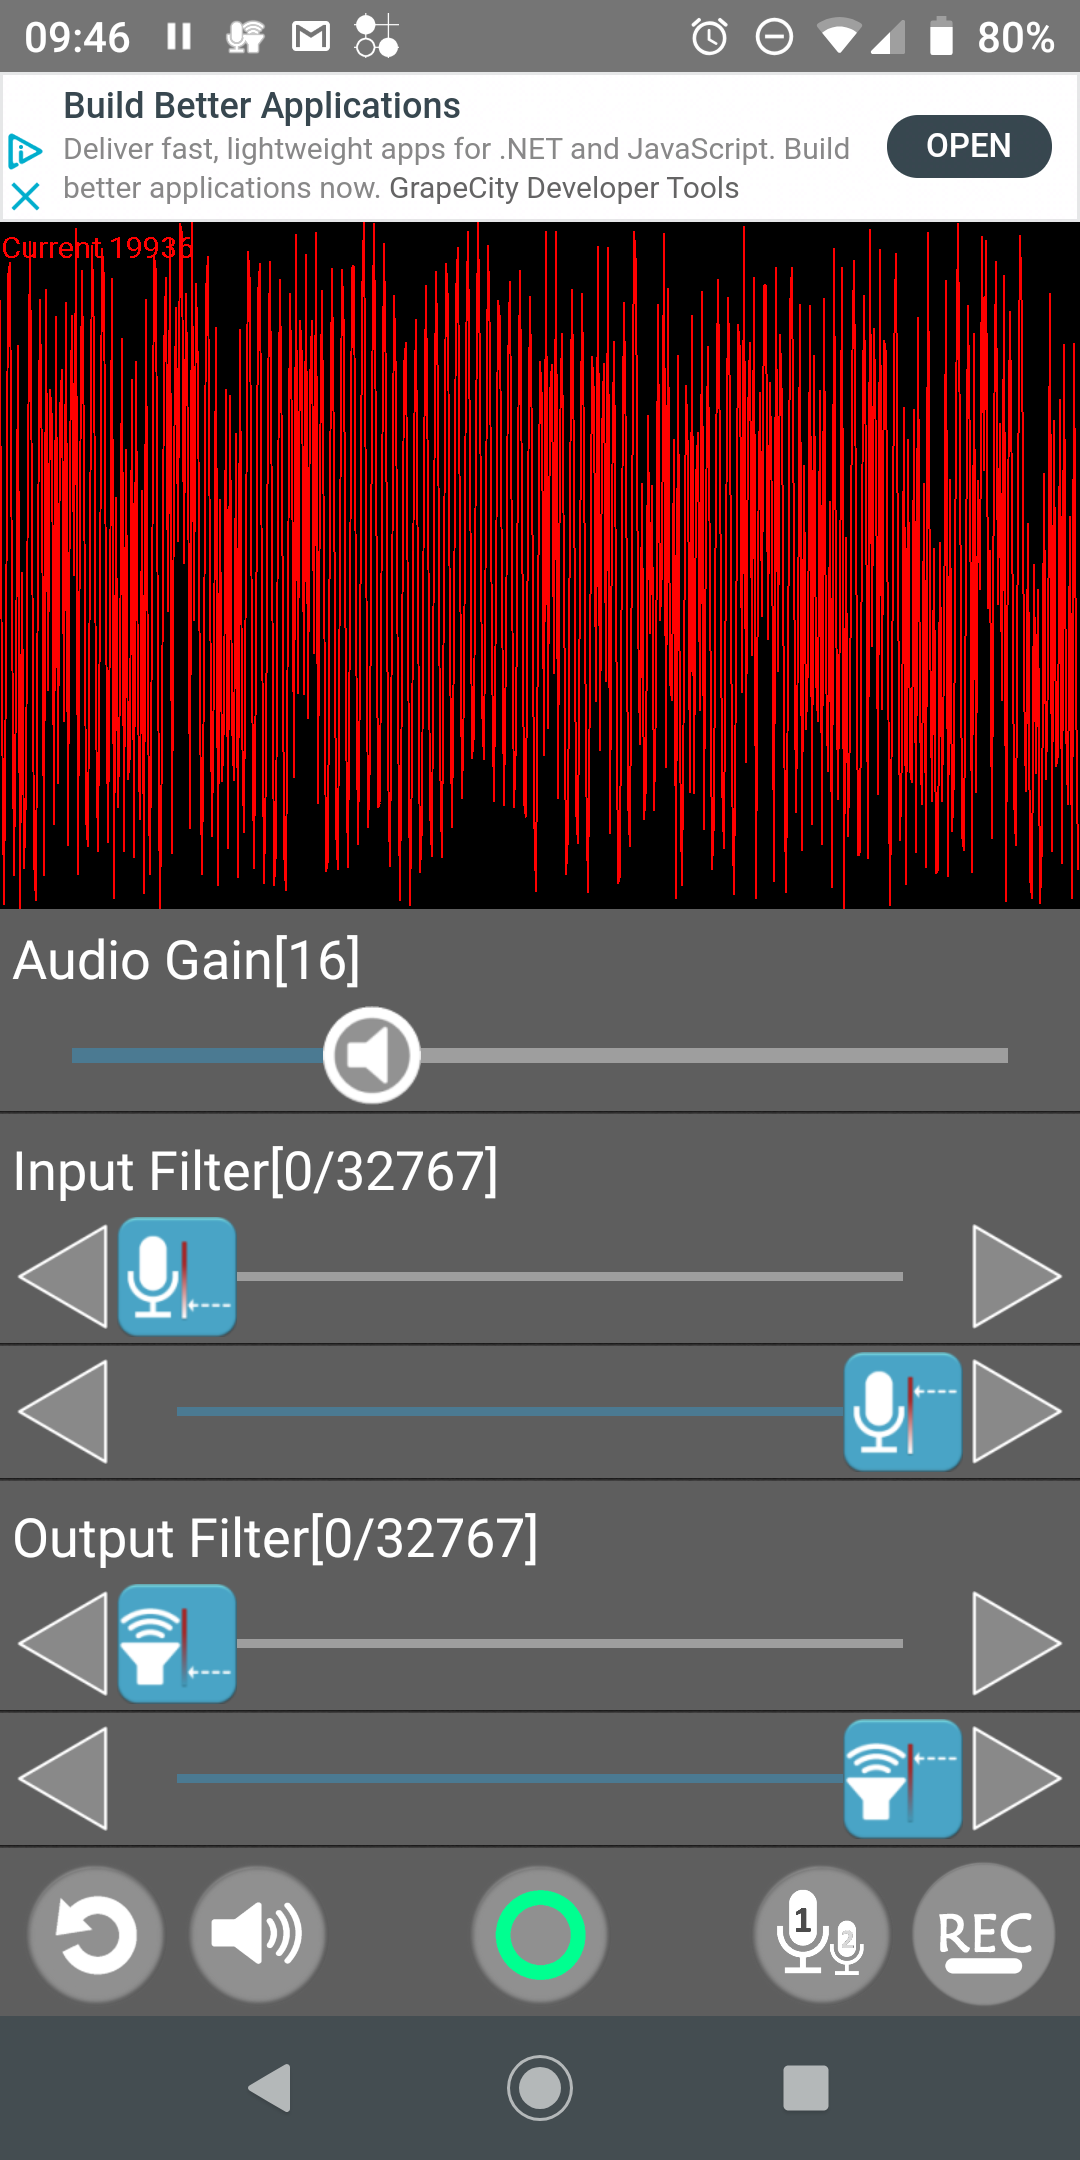 09:46
80%
Build Better Applications
Deliver fast, lightweight apps for .NET and JavaScript. Build
better applications now. GrapeCity Developer Tools
OPEN
Current 19936
Audio Gain[16]
Input Filter[0/32767]
Output Filter[0/32767]
1
2
REC